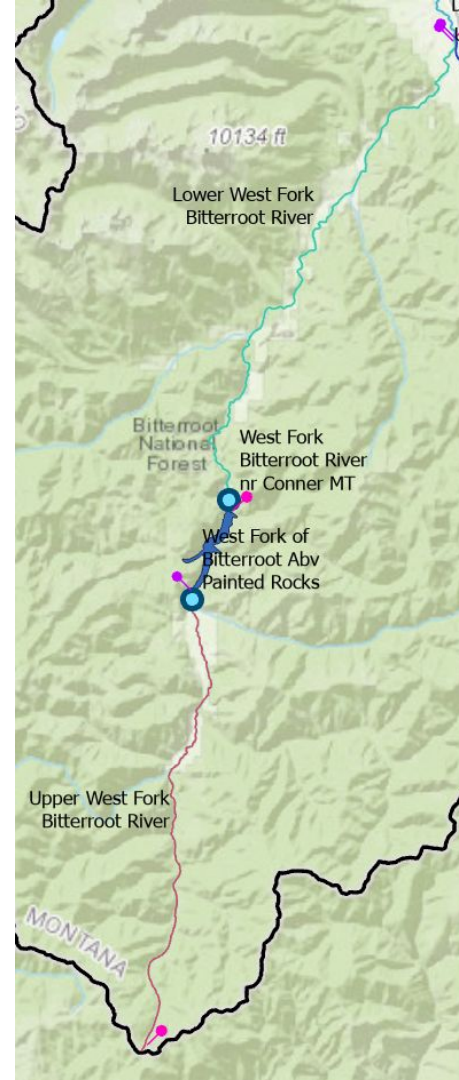 10134 ft
Lower West Fork
Bitterroot River
Bitterroot
National
Forest
West Fork
Bitterroot River
nr Conner MT
West Fork of
Bitterroot Abv
Painted Rocks
Upper West Fork
Bitterroot River
MONTANA